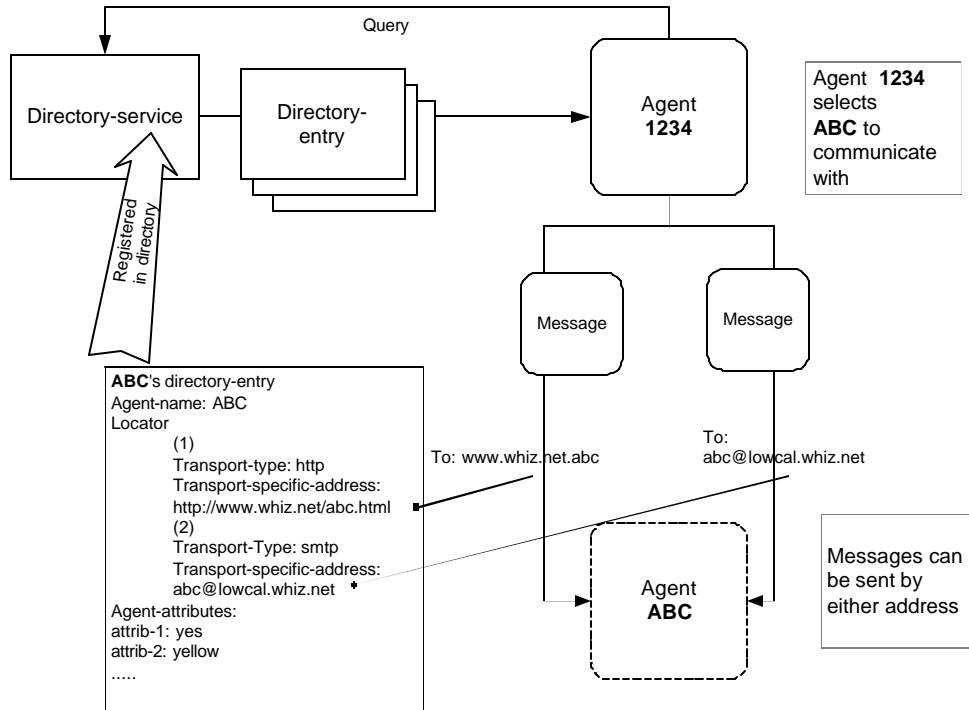 Query
Directory-service
Directory-
entry
Agent
1234
Agent 1234
selects
ABC to
communicate
with
Registered
in directory
Message
Message
ABC's directory-entry
Agent-name: ABC
Locator
(1)
Transport-type: http
Transport-specific-address:
http://www.whiz.net/abc.html
(2)
Transport-Type: smtp
Transport-specific-address:
abc@lowcal.whiz.net
Agent-attributes:
attrib-1: yes
attrib-2: yellow
.....
To: www.whiz.net.abc
To:
abc@lowcal.whiz.net
Agent
ABC
Messages can
be sent by
either address